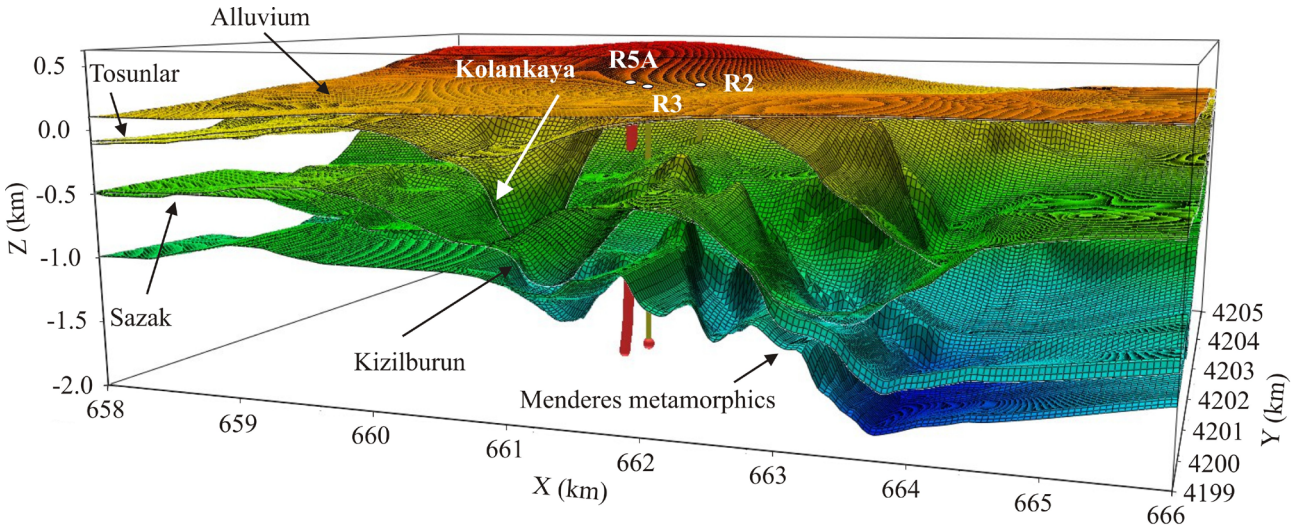 Alluvium
0.5
Tosunlar
Kolankaya
R5A
R3
R2
0.0
-0.5
Z (km)
-1.0
Sazak
-1.5
Kizilburun
Menderes metamorphics
-2.0
658
659
660
661
662
663
664
665
666
X (km)
4205
4204
4203
4202
4201
4200
4199
Y (km)